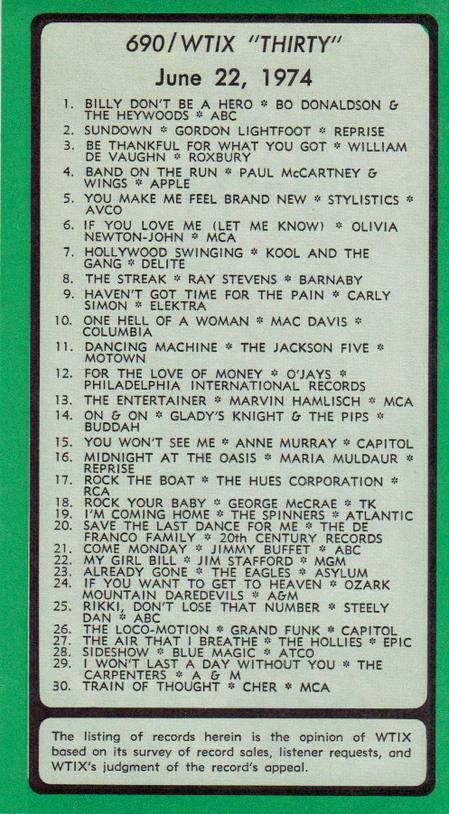 690/WTIX "THIRTY"
June 22, 1974
1. BILLY DON'T BE A HERO * BO DONALDSON &
THE HEYWOODS * ABC
2. SUNDOWN * GORDON LIGHTFOOT * REPRISE
3. BE THANKFUL FOR WHAT YOU GOT * WILLIAM
DE VAUGHN * ROXBURY
4. BAND ON THE RUN * PAUL McCARTNEY &
WINGS * APPLE
5. YOU MAKE ME FEEL BRAND NEW * STYLISTICS *
AVCO
6. IF YOU LOVE ME (LET ME KNOW) * OLIVIA
NEWTON-JOHN * MCA
7. HOLLYWOOD SWINGING * KOOL AND THE
GANG * DELITE
8. THE STREAK * RAY STEVENS * BARNABY
9. HAVEN'T GOT TIME FOR THE PAIN * CARLY
SIMON * ELEKTRA
10. ONE HELL OF A WOMAN * MAC DAVIS *
COLUMBIA
11. DANCING MACHINE * THE JACKSON FIVE *
MOTOWN
12. FOR THE LOVE OF MONEY * O'JAYS *
PHILADELPHIA INTERNATIONAL RECORDS
13. THE ENTERTAINER * MARVIN HAMLISCH * MCA
14. ON & ON * GLADY'S KNIGHT & THE PIPS *
BUDDAH
15. YOU WON'T SEE ME * ANNE MURRAY * CAPITOL
16. MIDNIGHT AT THE OASIS * MARIA MULDAUR *
REPRISE
17. ROCK THE BOAT * THE HUES CORPORATION *
RCA
18. ROCK YOUR BABY * GEORGE McCRAE * TK
19. I'M COMING HOME * THE SPINNERS * ATLANTIC
20. SAVE THE LAST DANCE FOR ME * THE DE
FRANCO FAMILY * 20th CENTURY RECORDS
21. COME MONDAY * JIMMY BUFFET * ABC
22. MY GIRL BILL * JIM STAFFORD * MGM
23. ALREADY GONE * THE EAGLES * ASYLUM
24. IF YOU WANT TO GET TO HEAVEN * OZARK
MOUNTAIN DAREDEVILS * A&M
25. RIKKI, DON'T LOSE THAT NUMBER * STEELY
DAN * ABC
26. THE LOCO-MOTION * GRAND FUNK * CAPITOL
27. THE AIR THAT I BREATHE * THE HOLLIES * EPIC
28. SIDESHOW * BLUE MAGIC * ATCO
29. I WON'T LAST A DAY WITHOUT YOU * THE
CARPENTERS * A & M
30. TRAIN OF THOUGHT * CHER * MCA
The listing of records herein is the opinion of WTIX
based on its survey of record sales, listener requests, and
WTIX's judgment of the record's appeal.